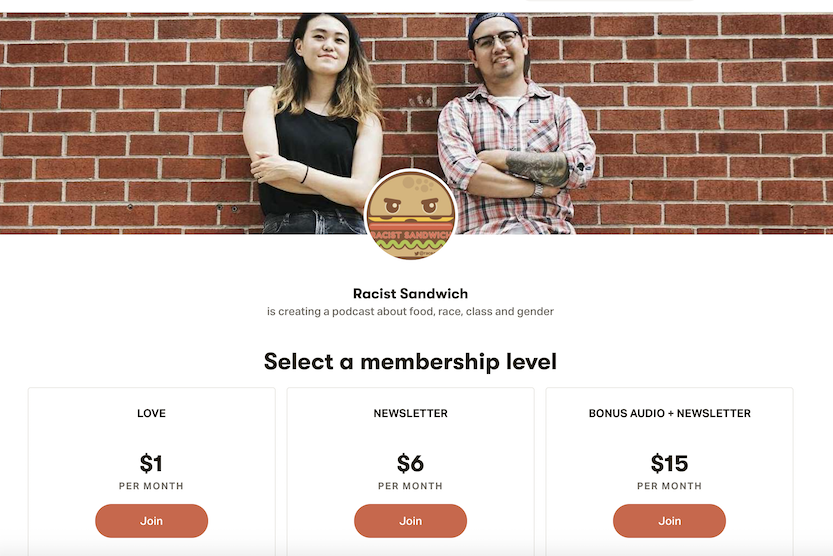 RACIST SANDWICH
Racist Sandwich
is creating a podcast about food, race, class and gender
Select a membership level
LOVE
NEWSLETTER
BONUS AUDIO + NEWSLETTER
$1
$6
$15
PER MONTH
PER MONTH
PER MONTH
Join
Join
Join